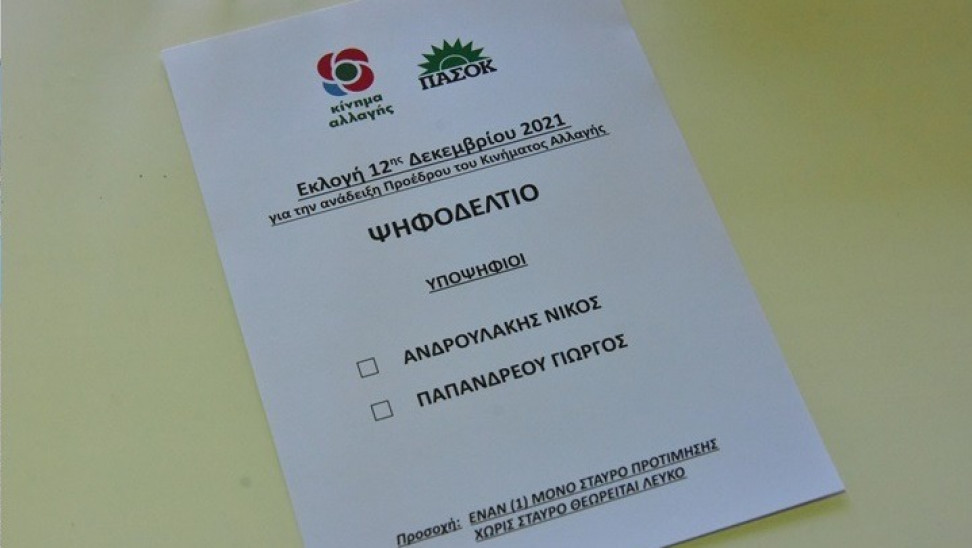 κίνημα
αλλαγής
ΠΑΣΟΚ
Εκλογή 12ης Δεκεμβρίου 2021
για την ανάδειξη Προέδρου του Κινήματος Αλλαγής
ΨΗΦΟΔΕΛΤΙΟ
ΥΠΟΨΗΦΙΟΙ
ΑΝΔΡΟΥΛΑΚΗΣ ΝΙΚΟΣ
ΠΑΠΑΝΔΡΕΟΥ ΓΙΩΡΓΟΣ
Προσοχή: ΕΝΑΝ (1) ΜΟΝΟ ΣΤΑΥΡΟ ΠΡΟΤΙΜΗΣΗΣ
ΧΩΡΙΣ ΣΤΑΥΡΟ ΘΕΩΡΕΙΤΑΙ ΛΕΥΚΟ